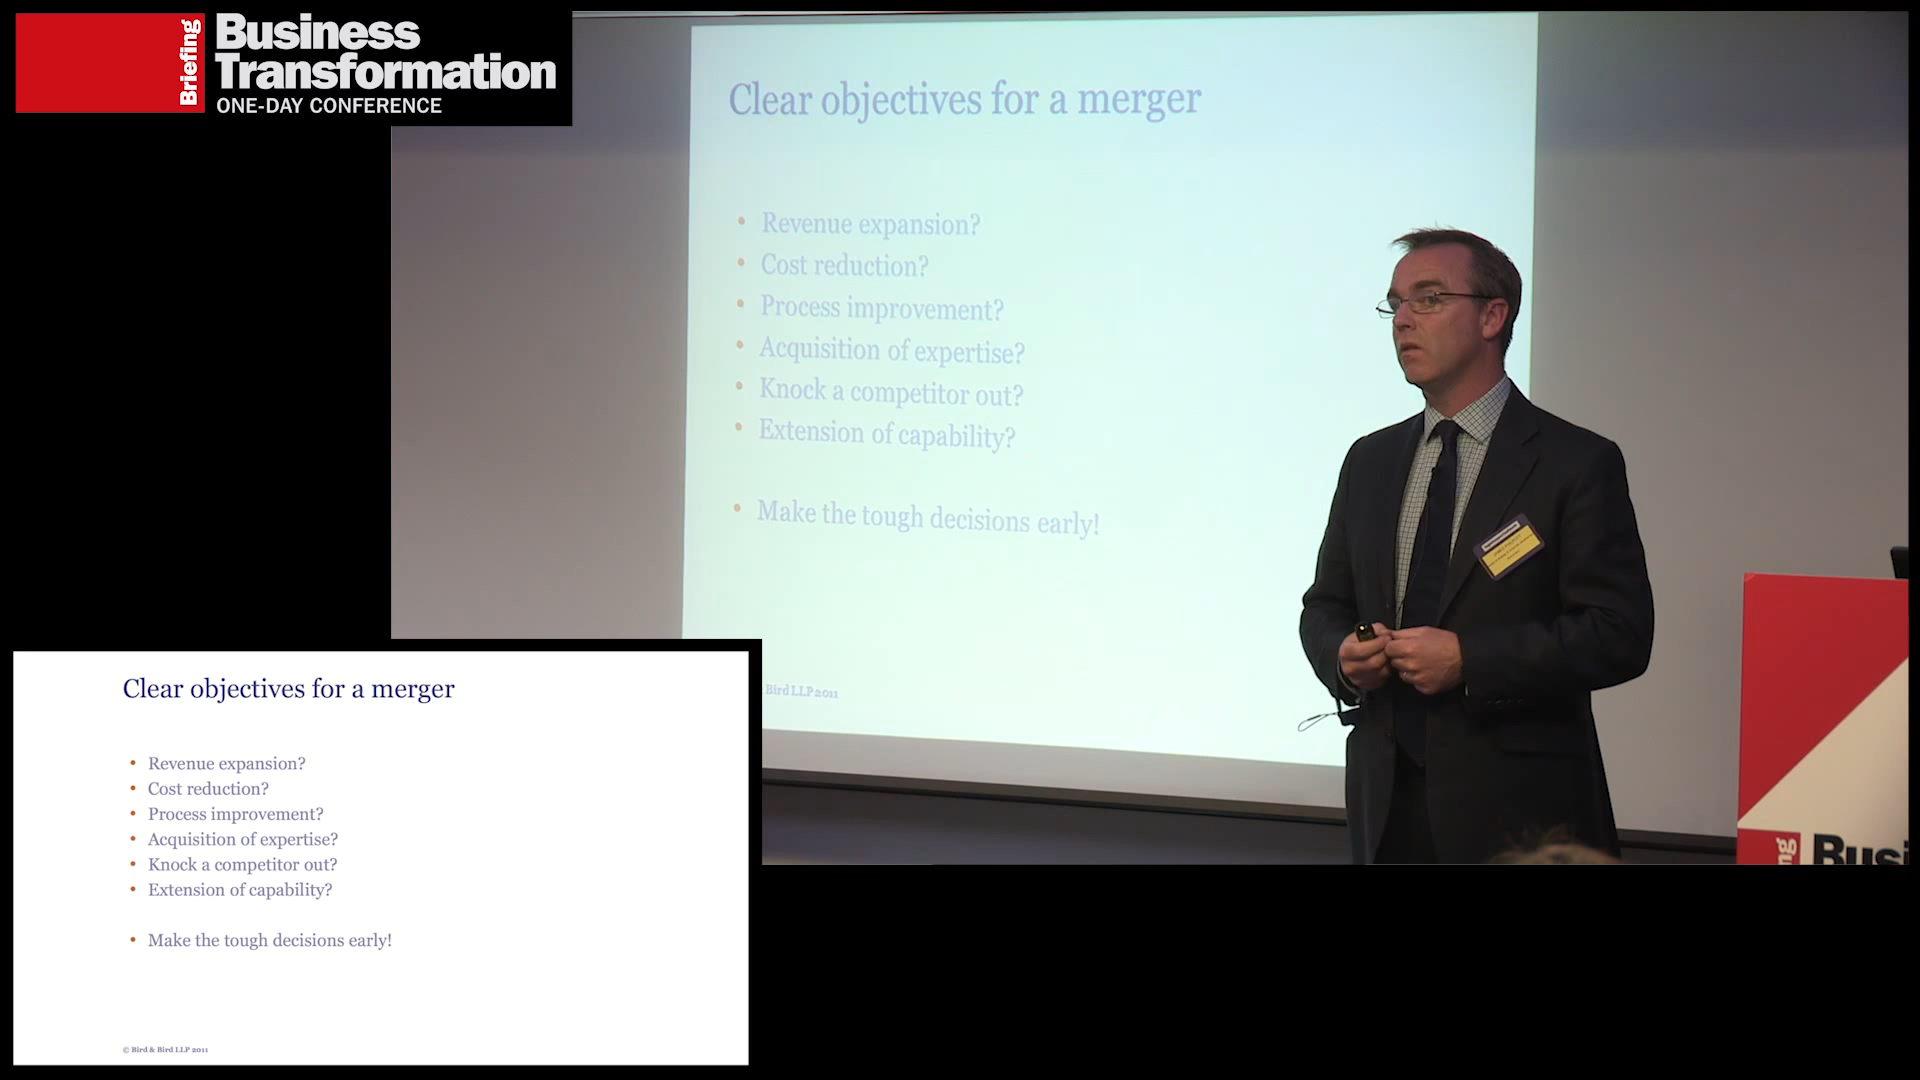 Briefing
Business
Transformation
ONE-DAY CONFERENCE
Clear objectives for a merger
• Revenue expansion?
• Cost reduction?
• Process improvement?
• Acquisition of expertise?
• Knock a competitor out?
• Extension of capability?
• Make the tough decisions early!
Bird LLP 2011
Clear objectives for a merger
• Revenue expansion?
• Cost reduction?
• Process improvement?
• Acquisition of expertise?
• Knock a competitor out?
• Extension of capability?
• Make the tough decisions early!
© Bird & Bird LLP 2011
ng
Busi